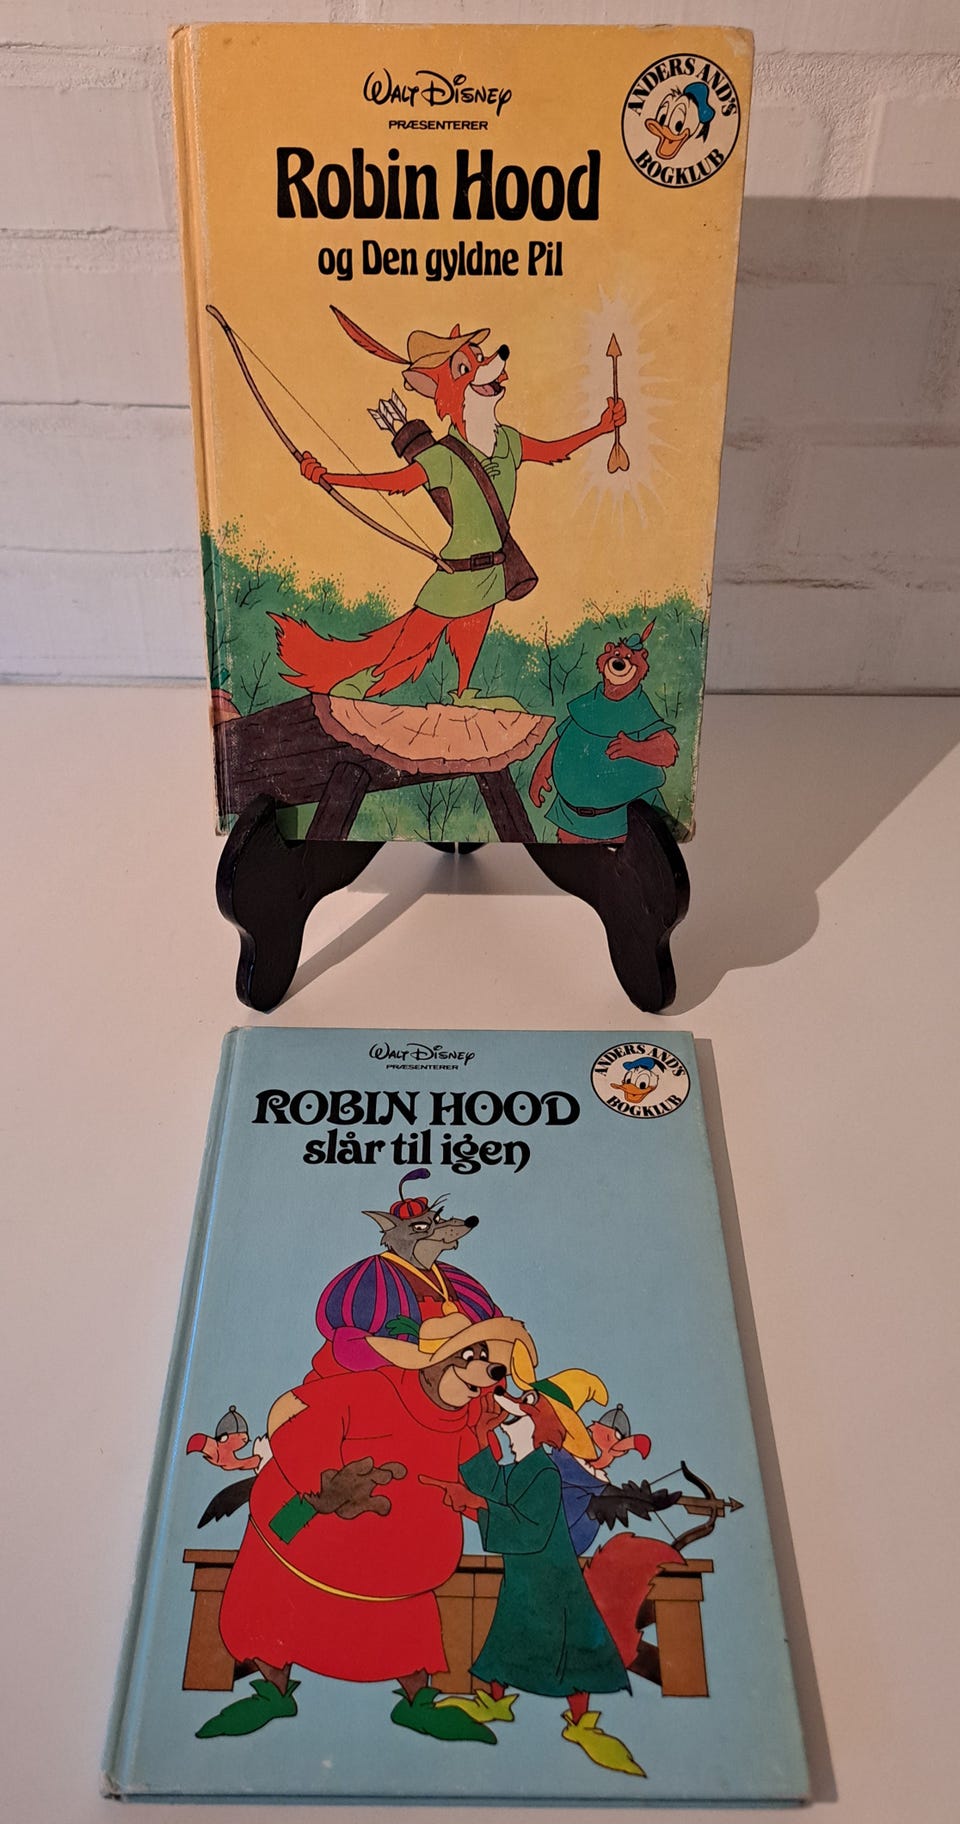 WALT DISNEY
PRÆSENTERER
Robin Hood
og Den gyldne Pil
ANDERS AND'S
BOGKLUB
WALT DISNEY
PRÆSENTERER
ROBIN HOOD
slår til igen
ANDERS AND'S
BOGKLUB